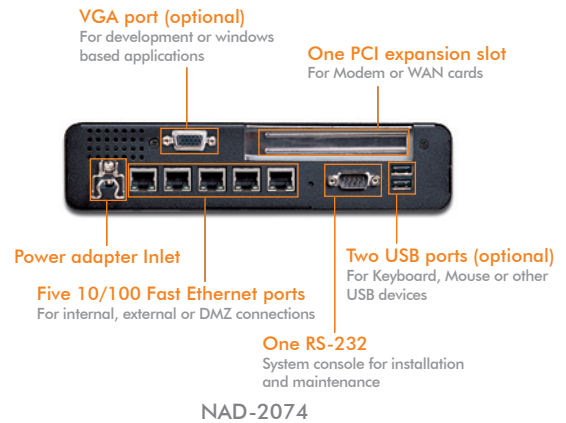 VGA port (optional)
For development or windows
based applications
One PCI expansion slot
For Modem or WAN cards
Power adapter Inlet
Two USB ports (optional)
For Keyboard, Mouse or other
USB devices
Five 10/100 Fast Ethernet ports
For internal, external or DMZ connections
One RS-232
System console for installation
and maintenance
NAD-2074